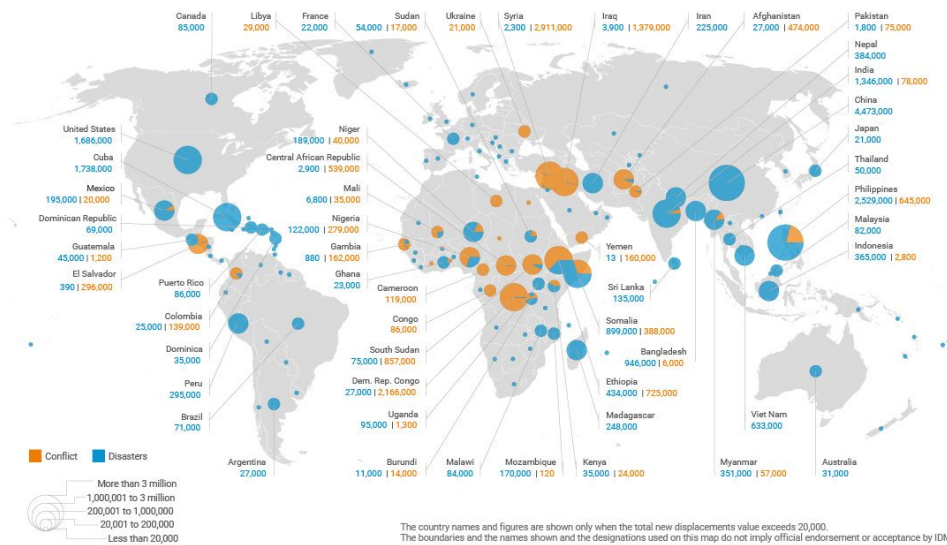 Canada
85,000
Libya
29,000
France
22,000
Sudan
54,000 | 17,000
Ukraine
21,000
Syria
2,300 | 2,911,000
Iraq
3,900 | 1,379,000
Iran
225,000
Afghanistan
27,000 | 474,000
Pakistan
1,800 | 75,000
Nepal
384,000
India
1,346,000 | 78,000
China
4,473,000
Japan
21,000
Thailand
50,000
Philippines
2,529,000 | 645,000
Malaysia
82,000
Indonesia
365,000 | 2,800
United States
1,686,000
Cuba
1,738,000
Mexico
195,000 | 20,000
Dominican Republic
69,000
Guatemala
45,000 | 1,200
El Salvador
390 | 296,000
Puerto Rico
86,000
Colombia
25,000 | 139,000
Dominica
35,000
Peru
295,000
Brazil
71,000
Argentina
27,000
Niger
189,000 | 40,000
Central African Republic
2,900 | 539,000
Mali
6,800 | 35,000
Nigeria
122,000 | 279,000
Gambia
880 | 162,000
Ghana
23,000
Cameroon
119,000
Congo
86,000
South Sudan
75,000 | 857,000
Dem. Rep. Congo
27,000 | 2,166,000
Uganda
95,000 | 1,300
Burundi
11,000 | 14,000
Malawi
84,000
Mozambique
170,000 | 120
Kenya
35,000 | 24,000
Yemen
13 | 160,000
Sri Lanka
135,000
Somalia
899,000 | 388,000
Bangladesh
946,000 | 6,000
Ethiopia
434,000 | 725,000
Madagascar
248,000
Viet Nam
633,000
Myanmar
351,000 | 57,000
Australia
31,000
Conflict
Disasters
More than 3 million
1,000,001 to 3 million
200,001 to 1,000,000
20,001 to 200,000
Less than 20,000
The country names and figures are shown only when the total new displacements value exceeds 20,000.
The boundaries and the names shown and the designations used on this map do not imply official endorsement or acceptance by